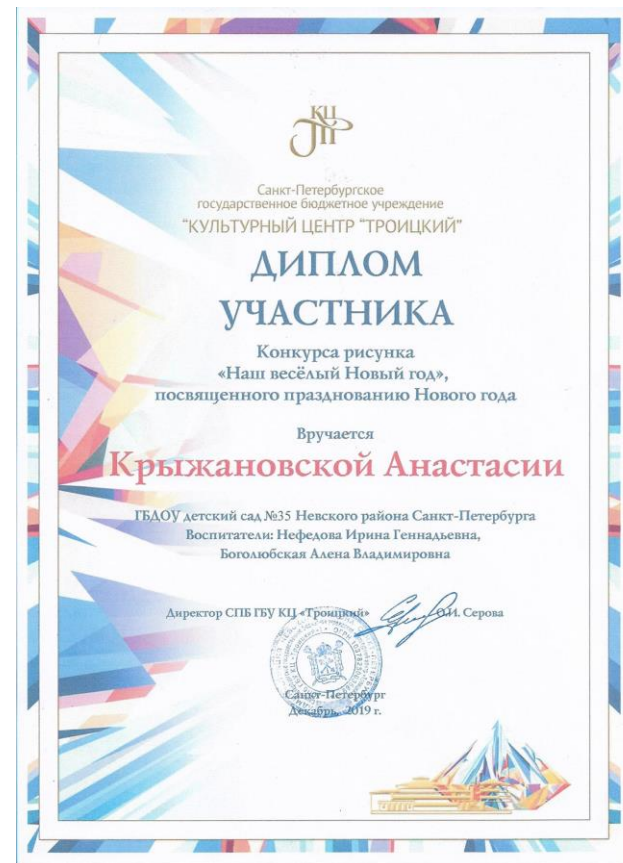 КЦ
Т
Санкт-Петербургское
государственное бюджетное учреждение
"КУЛЬТУРНЫЙ ЦЕНТР "ТРОИЦКИЙ"
ДИПЛОМ
УЧАСТНИКА
Конкурса рисунка
«Наш весёлый Новый год»,
посвященного празднованию Нового года
Вручается
Крыжановской Анастасии
ГБДОУ детский сад №35 Невского района Санкт-Петербурга
Воспитатели: Нефедова Ирина Геннадьевна,
Боголюбская Алена Владимировна
Директор СПБ ГБУ КЦ «Троицкий» О.И. Серова
Санкт-Петербург
Декабрь, 2019 г.